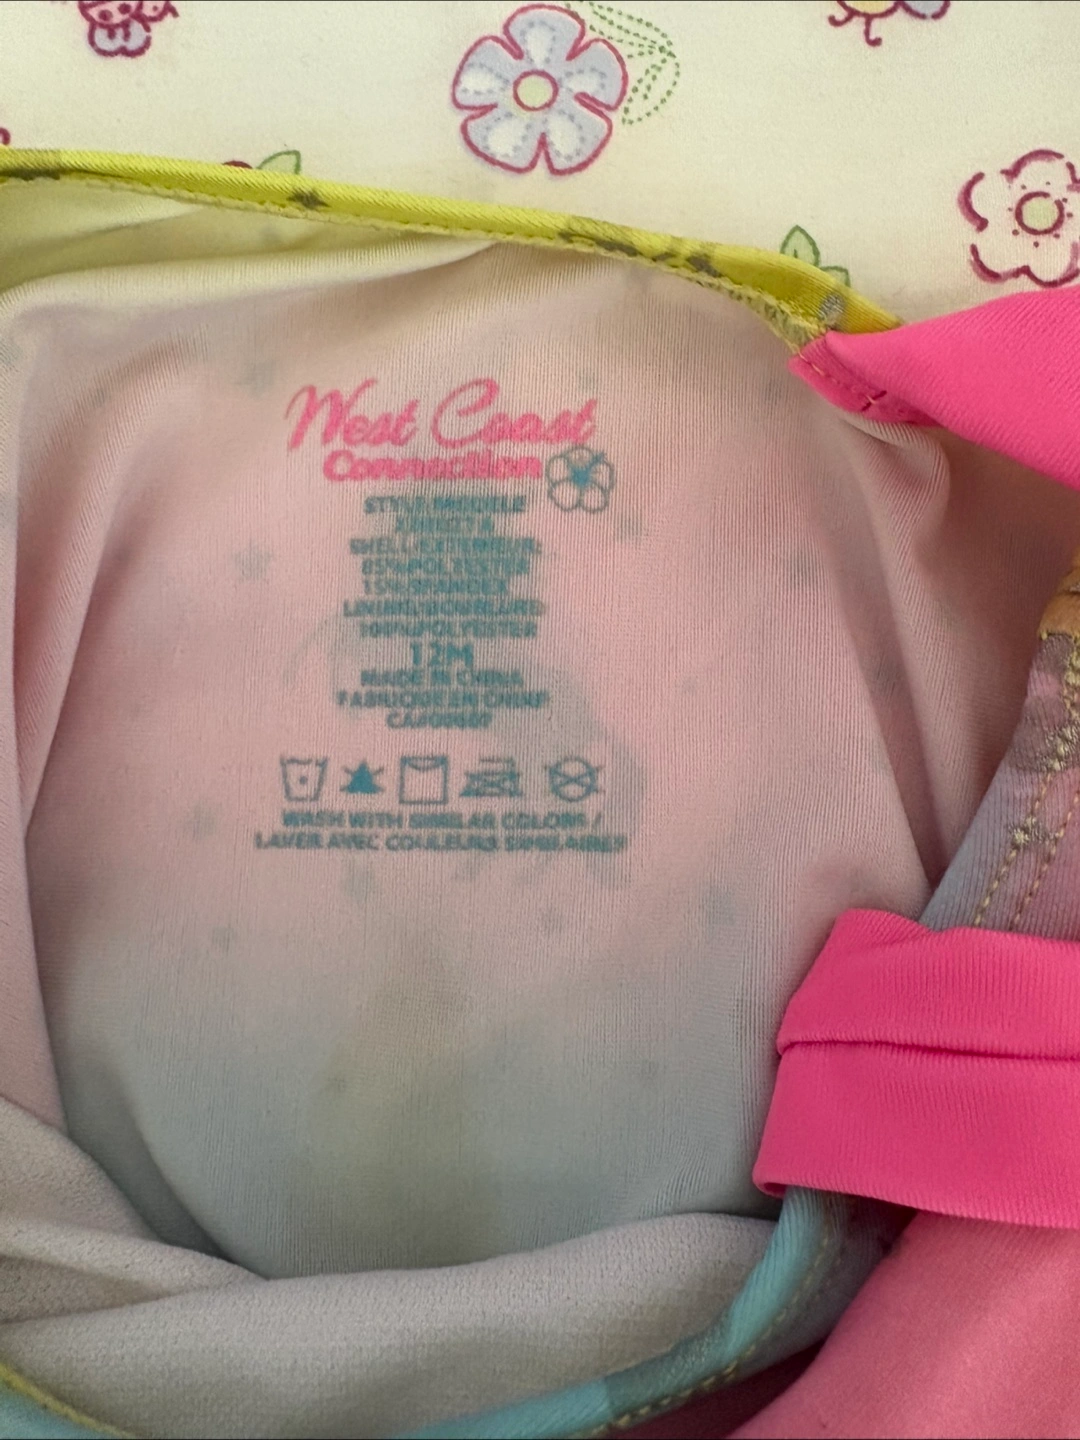 West Coast
Connection
STYLE/MODELE
SHELL/EXTERIEUR:
85%POLYESTER
15%SPANDEX
LINING/DOUBLURE:
100%POLYESTER
12M
MADE IN CHINA
FABRIQUE EN CHINE
WASH WITH SIMILAR COLORS /
LAVER AVEC COULEURS SIMILAIRES